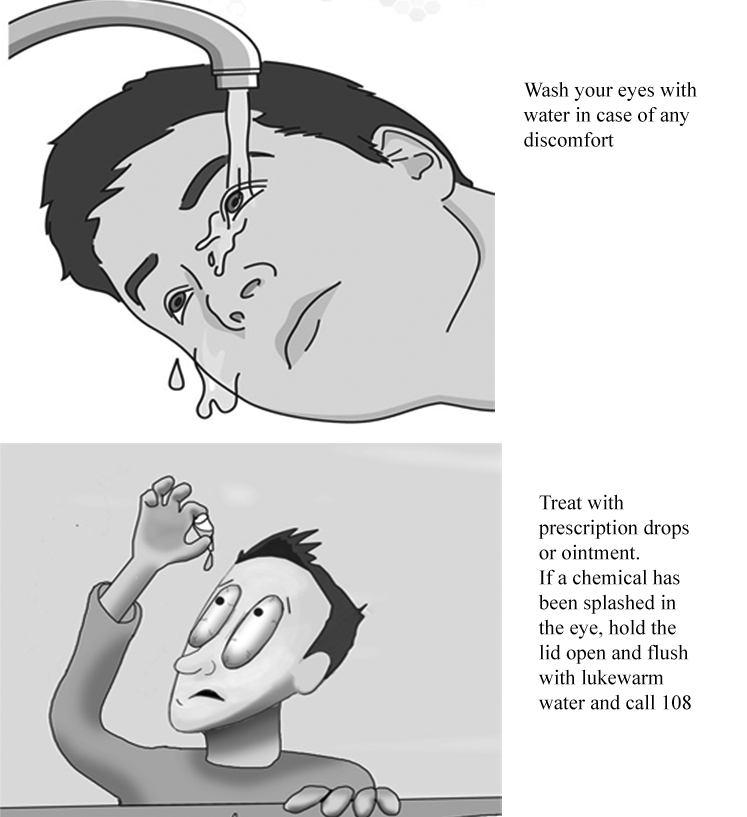 Wash your eyes with
water in case of any
discomfort
Treat with
prescription drops
or ointment.
If a chemical has
been splashed in
the eye, hold the
lid open and flush
with lukewarm
water and call 108